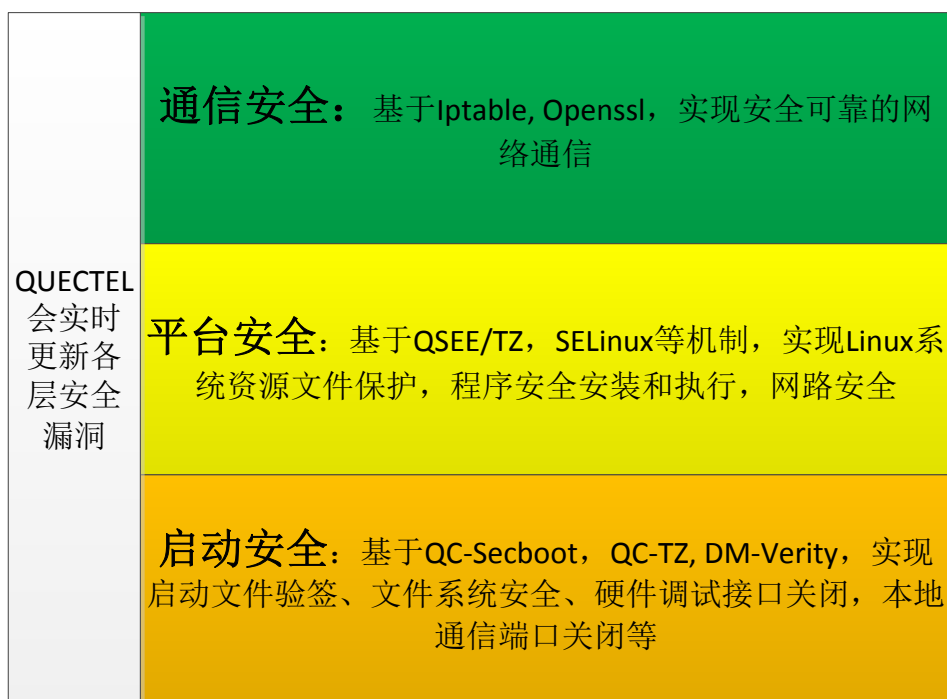 通信安全：基于Iptable, Openssl，实现安全可靠的网
络通信
QUECTEL
会实时
更新各
层安全
漏洞
平台安全：基于QSEE/TZ，SELinux等机制，实现Linux系
统资源文件保护，程序安全安装和执行，网路安全
启动安全：基于QC-Secboot，QC-TZ, DM-Verity，实现
启动文件验签、文件系统安全、硬件调试接口关闭，本地
通信端口关闭等